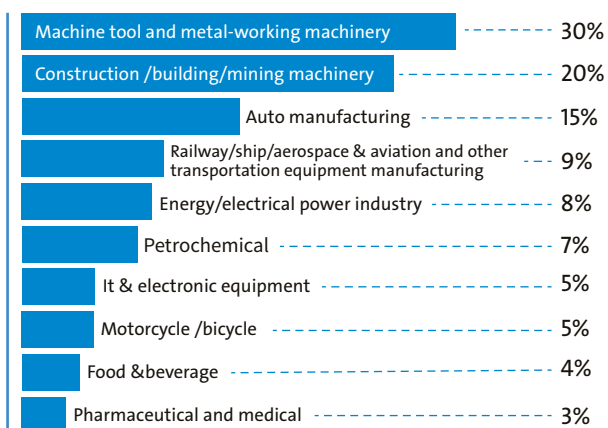 Machine tool and metal-working machinery 30%
Construction /building/mining machinery 20%
Auto manufacturing 15%
Railway/ship/aerospace & aviation and other
transportation equipment manufacturing 9%
Energy/electrical power industry 8%
Petrochemical 7%
It & electronic equipment 5%
Motorcycle /bicycle 5%
Food &beverage 4%
Pharmaceutical and medical 3%